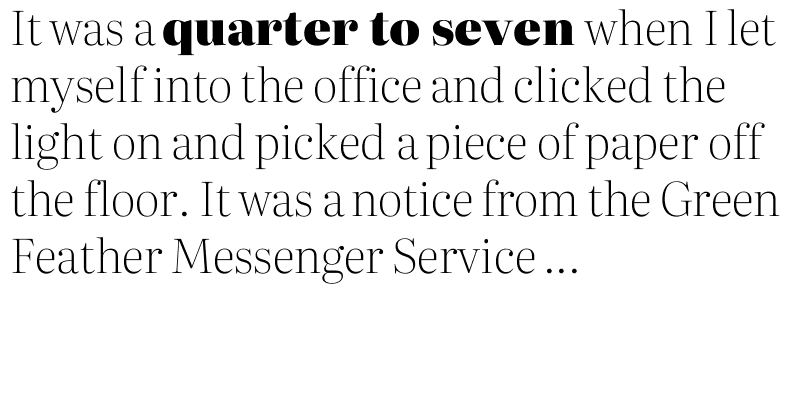 It was a quarter to seven when I let
myself into the office and clicked the
light on and picked a piece of paper off
the floor. It was a notice from the Green
Feather Messenger Service ...